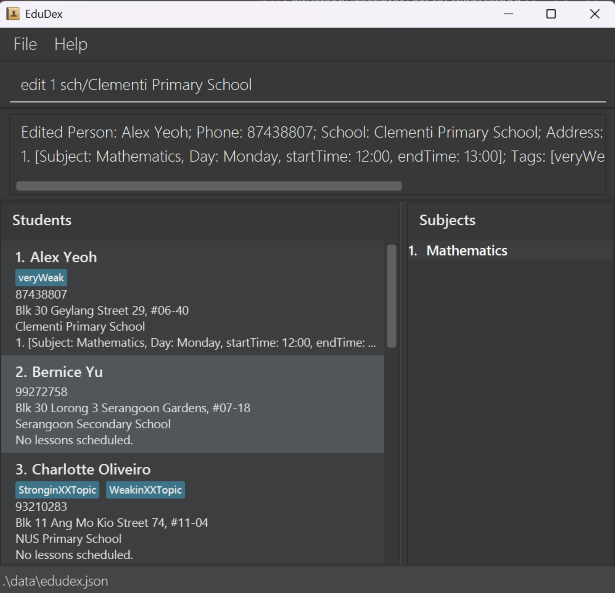 EduDex
File Help
edit 1 sch/Clementi Primary School
Edited Person: Alex Yeoh; Phone: 87438807; School: Clementi Primary School; Address:
1. [Subject: Mathematics, Day: Monday, startTime: 12:00, endTime: 13:00]; Tags: [veryWe
Students
1. Alex Yeoh
veryWeak
87438807
Blk 30 Geylang Street 29, #06-40
Clementi Primary School
1. [Subject: Mathematics, Day: Monday, startTime: 12:00, endTime: ...
2. Bernice Yu
99272758
Blk 30 Lorong 3 Serangoon Gardens, #07-18
Serangoon Secondary School
No lessons scheduled.
3. Charlotte Oliveiro
StronginXXTopic WeakinXXTopic
93210283
Blk 11 Ang Mo Kio Street 74, #11-04
NUS Primary School
No lessons scheduled.
Subjects
1. Mathematics
.\data\edudex.json